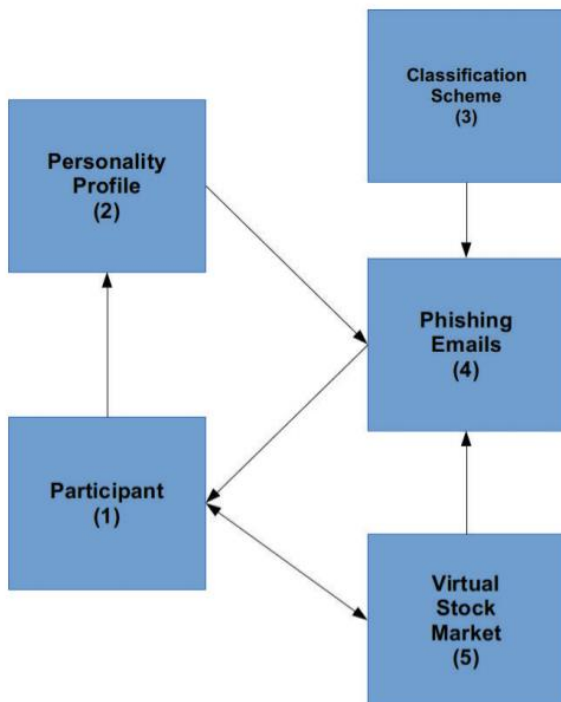 Classification
Scheme
(3)
Personality
Profile
(2)
Phishing
Emails
(4)
Participant
(1)
Virtual
Stock
Market
(5)